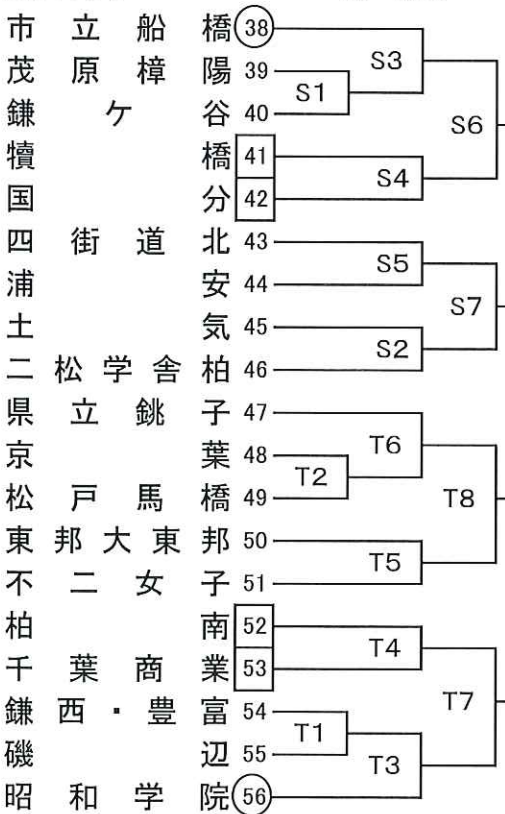 市立船橋 38
茂原樟陽 39
鎌ケ谷 40
犢橋 41
国分 42
四街道北 43
浦安 44
土気 45
二松学舎柏 46
県立銚子 47
京葉 48
松戸馬橋 49
東邦大東邦 50
不二女子 51
柏南 52
千葉商業 53
鎌西・豊富 54
磯辺 55
昭和学院 56
S3
S1
S6
S4
S5
S7
S2
T6
T2
T8
T5
T4
T7
T1
T3